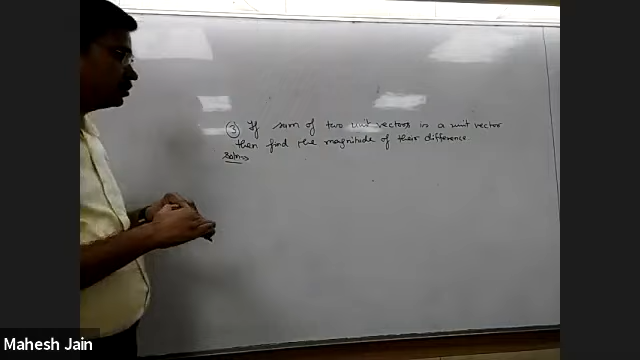 ③ If sum of two unit vectors is a unit vector
then find the magnitude of their difference.
Soln
Mahesh Jain